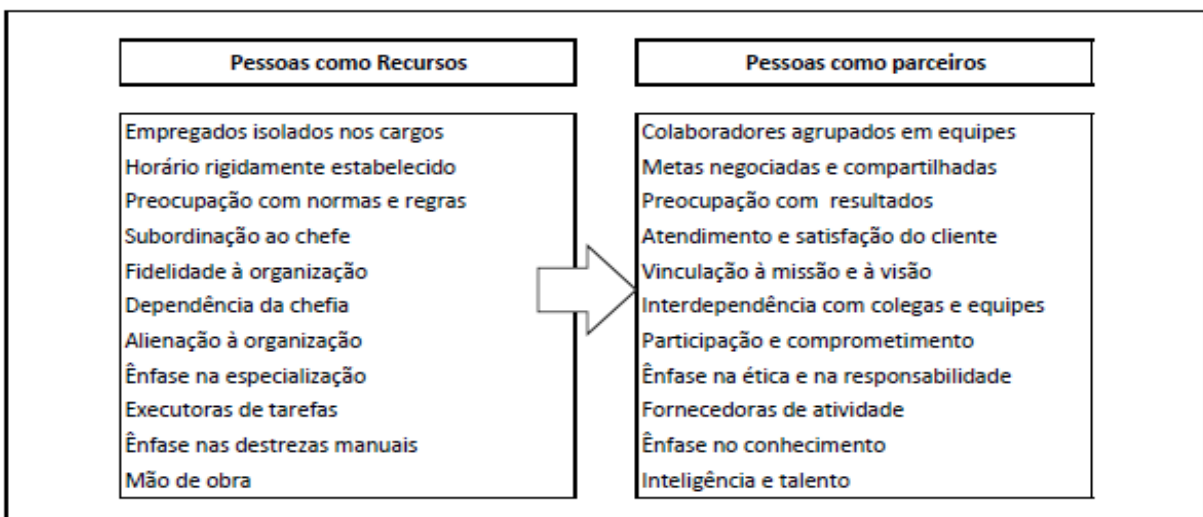 Pessoas como Recursos
Empregados isolados nos cargos
Horário rigidamente estabelecido
Preocupação com normas e regras
Subordinação ao chefe
Fidelidade à organização
Dependência da chefia
Alienação à organização
Ênfase na especialização
Executoras de tarefas
Ênfase nas destrezas manuais
Mão de obra
Pessoas como parceiros
Colaboradores agrupados em equipes
Metas negociadas e compartilhadas
Preocupação com resultados
Atendimento e satisfação do cliente
Vinculação à missão e à visão
Interdependência com colegas e equipes
Participação e comprometimento
Ênfase na ética e na responsabilidade
Fornecedoras de atividade
Ênfase no conhecimento
Inteligência e talento